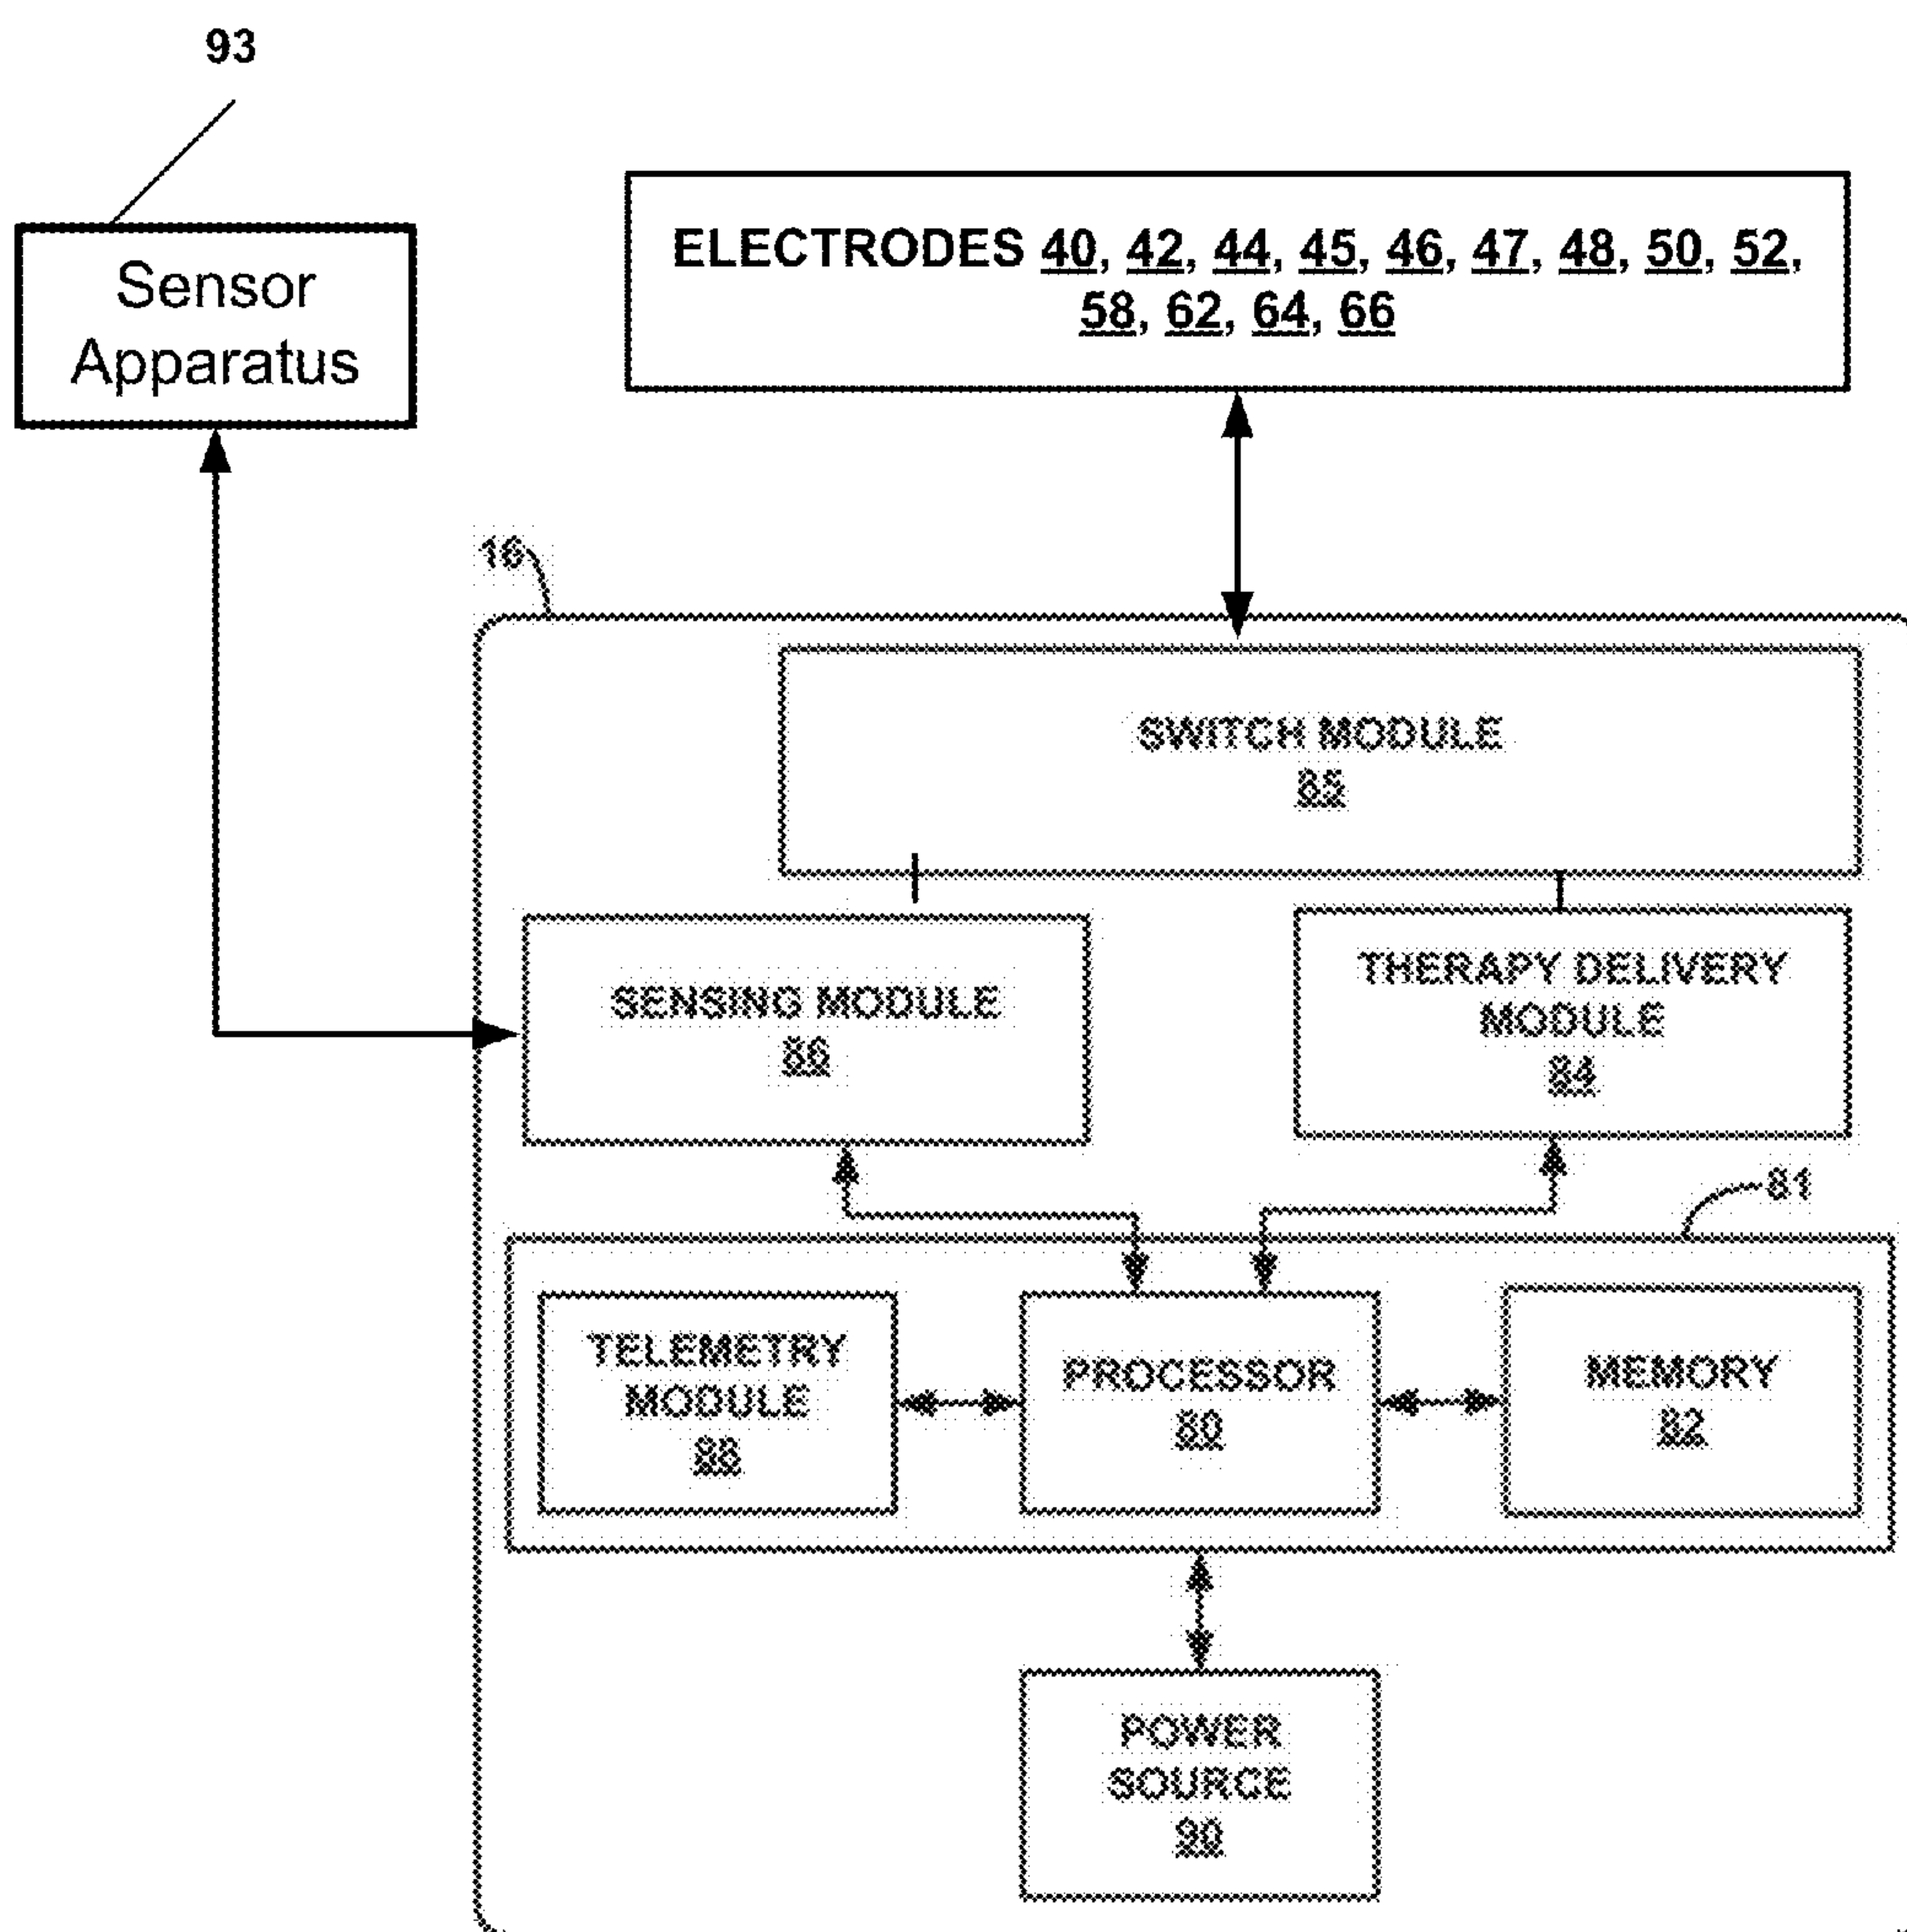 93
Sensor
Apparatus
ELECTRODES 40, 42, 44, 45, 46, 47, 48, 50, 52,
58, 62, 64, 66
16
SWITCH MODULE
85
SENSING MODULE
86
THERAPY DELIVERY
MODULE
84
81
TELEMETRY
MODULE
88
PROCESSOR
80
MEMORY
82
POWER
SOURCE
90